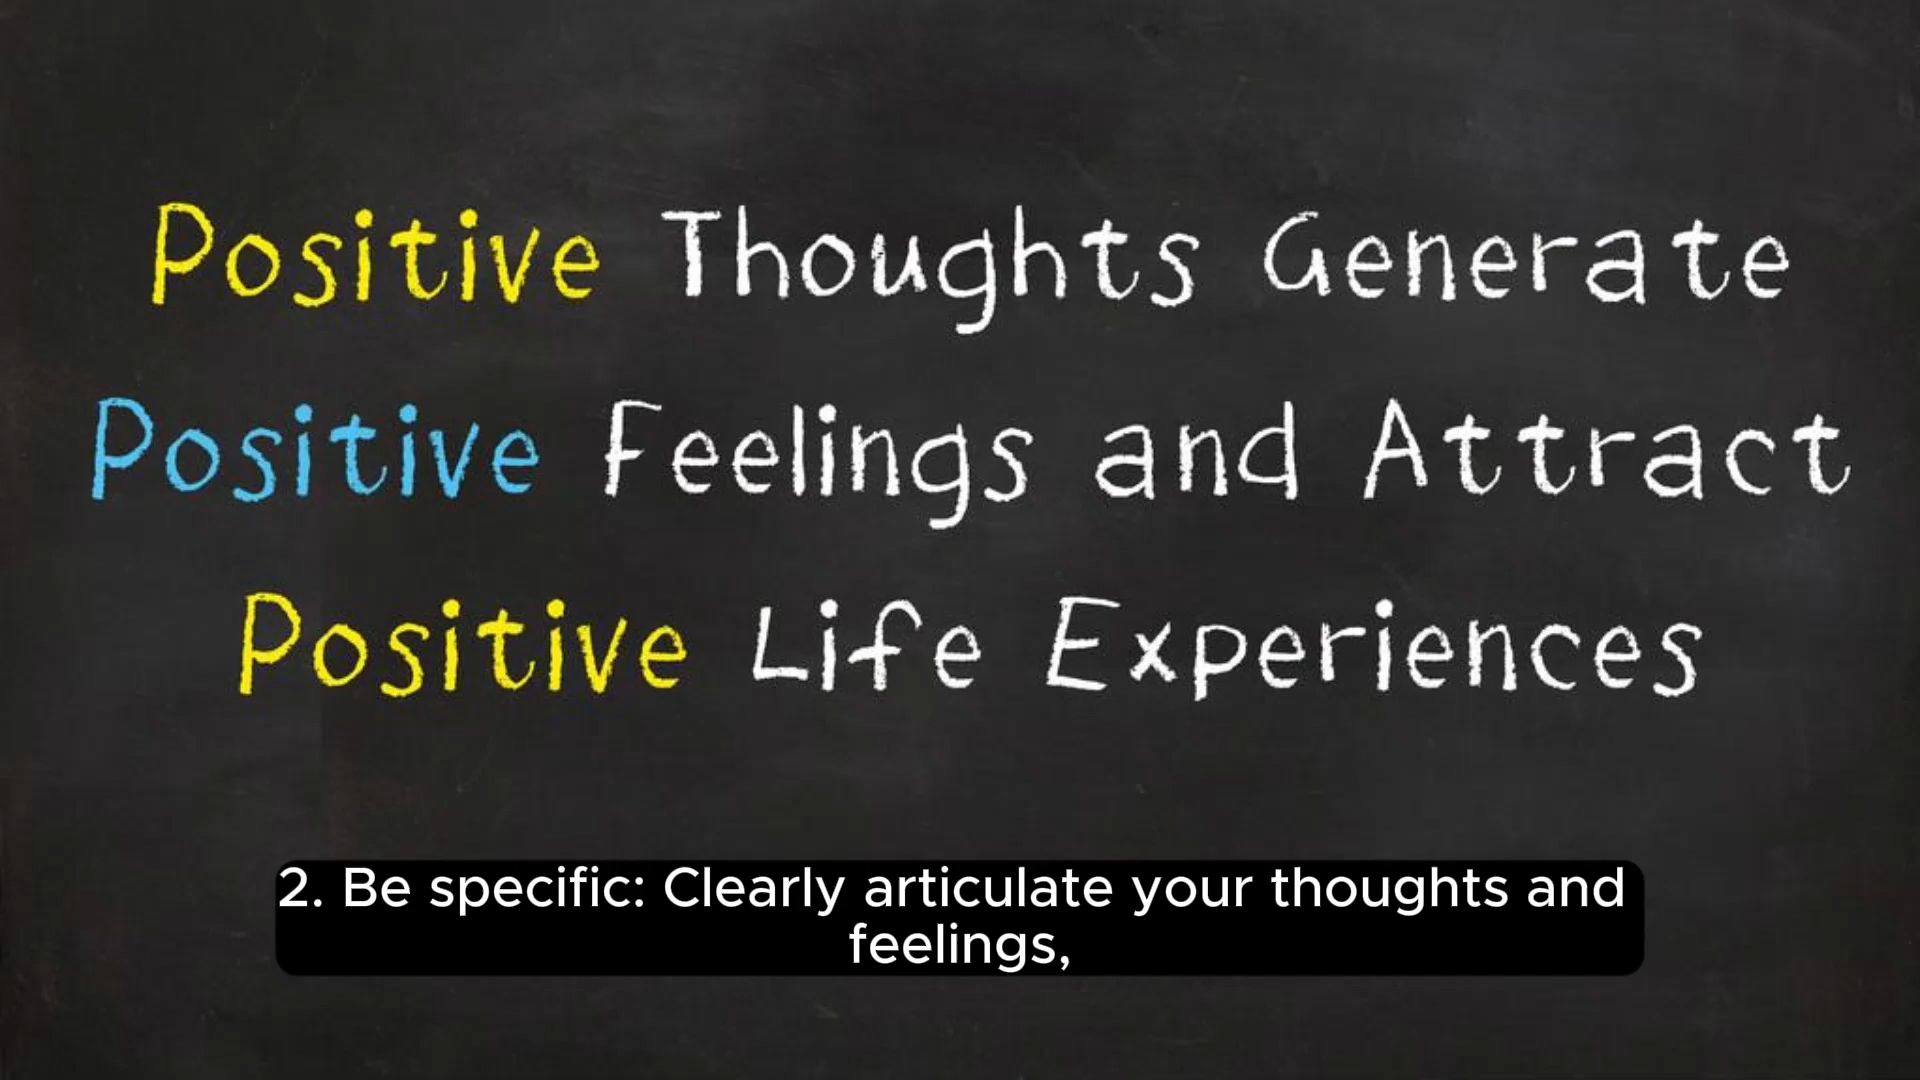 Positive Thoughts Generate
Positive Feelings and Attract
Positive Life Experiences
2. Be specific: Clearly articulate your thoughts and
feelings,